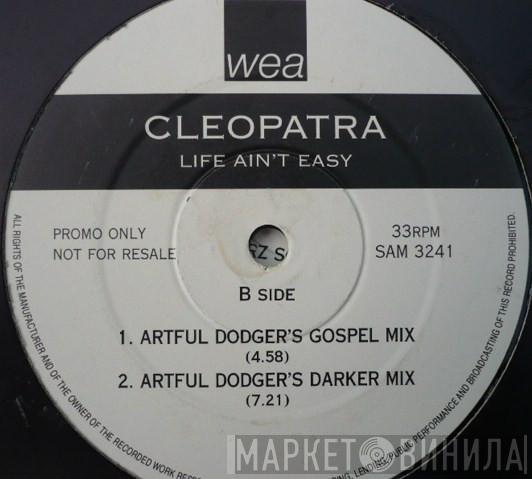 wea
CLEOPATRA
LIFE AIN'T EASY
PROMO ONLY
NOT FOR RESALE
33RPM
SAM 3241
B SIDE
1. ARTFUL DODGER'S GOSPEL MIX
(4.58)
2. ARTFUL DODGER'S DARKER MIX
(7.21)
ALL RIGHTS OF THE MANUFACTURER AND OF THE OWNER OF THE RECORDED WORK
LENDING, PUBLIC PERFORMANCE AND BROADCASTING OF THIS RECORD PROHIBITED.
МАРКЕТ ВИНИЛА